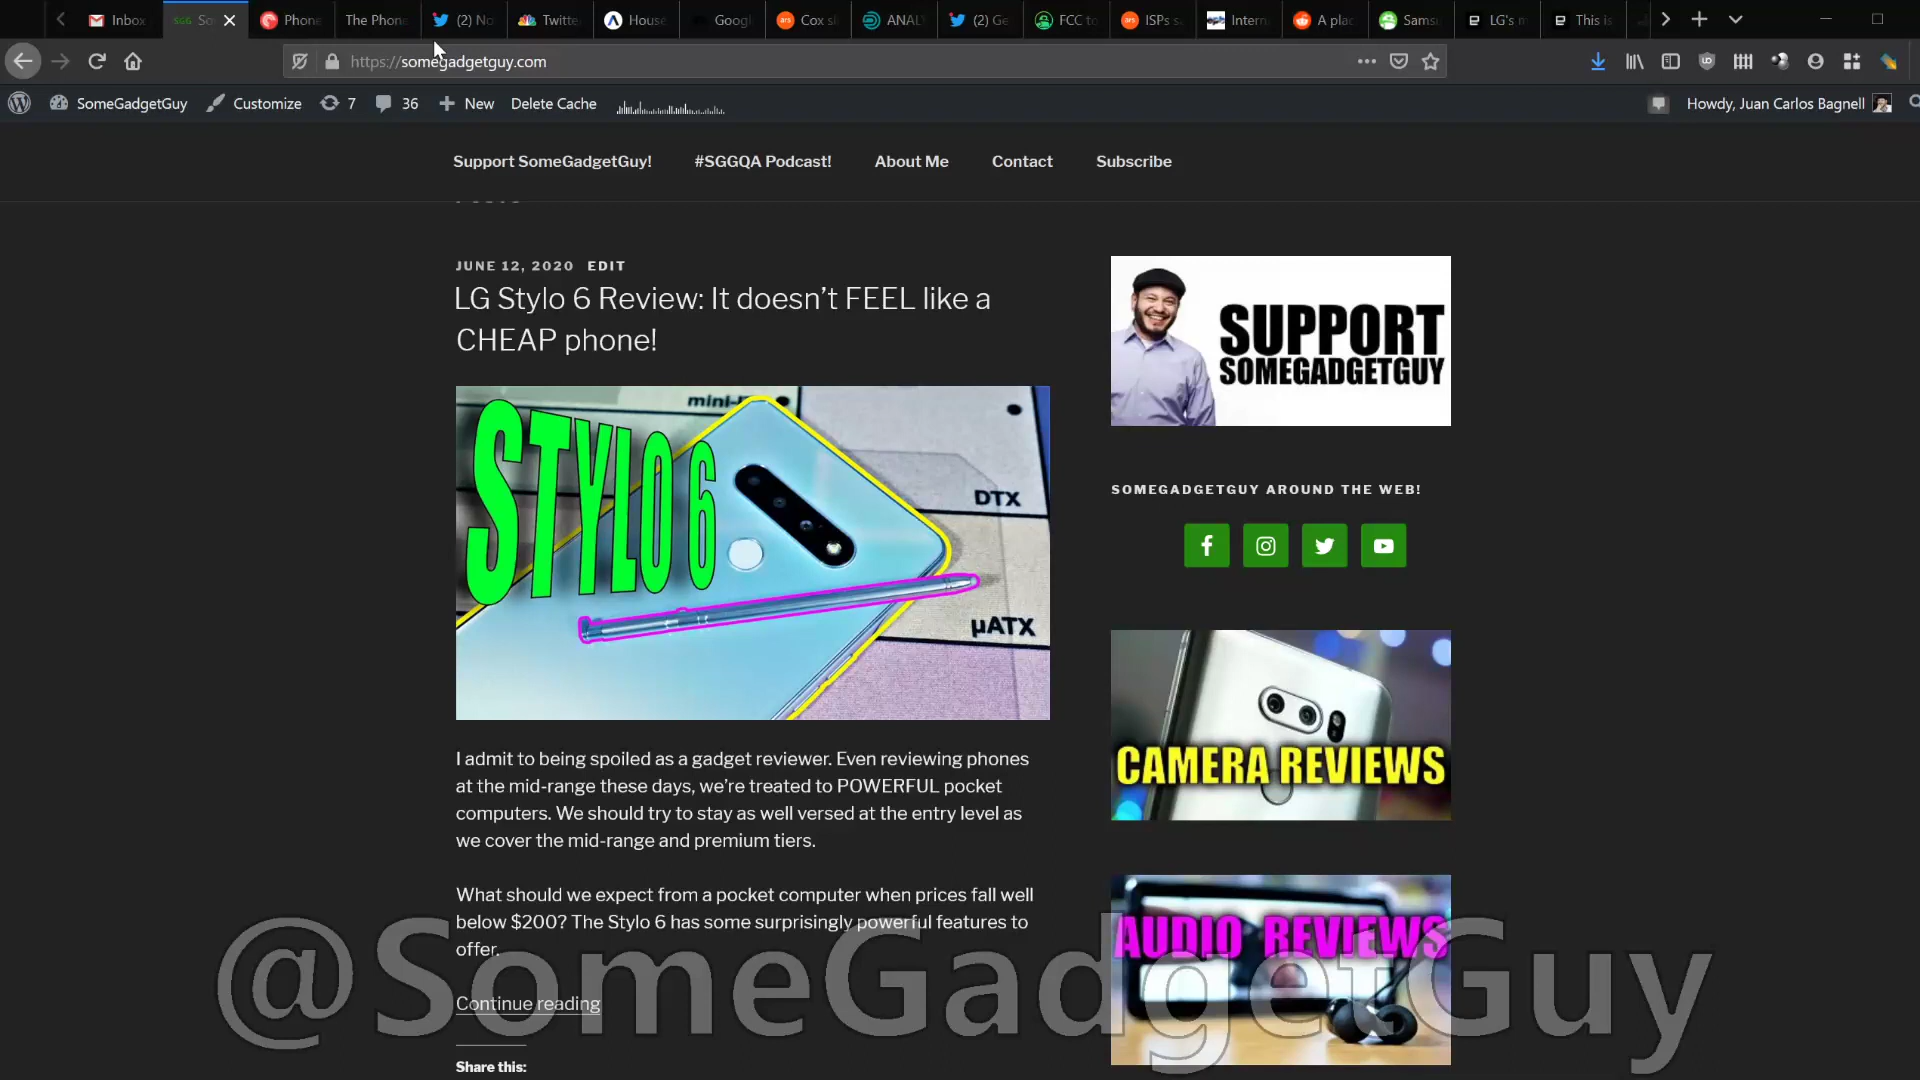 Inbox
Phone
The Phone
(2) No
Twitte
House
Googl
Cox sl
ANAL
(2) Ge
FCC to
ISPs s
Intern
A plac
Sams
LG's m
This is
https://somegadgetguy.com
SomeGadgetGuy
Customize
7
36
New
Delete Cache
Howdy, Juan Carlos Bagnell
Support SomeGadgetGuy!
#SGGQA Podcast!
About Me
Contact
Subscribe
JUNE 12, 2020 EDIT
LG Stylo 6 Review: It doesn’t FEEL like a
CHEAP phone!
STYLO 6
DTX
µATX
I admit to being spoiled as a gadget reviewer. Even reviewing phones
at the mid-range these days, we’re treated to POWERFUL pocket
computers. We should try to stay as well versed at the entry level as
we cover the mid-range and premium tiers.
What should we expect from a pocket computer when prices fall well
below $200? The Stylo 6 has some surprisingly powerful features to
offer.
Continue reading
Share this:
SUPPORT
SOMEGADGETGUY
SOMEGADGETGUY AROUND THE WEB!
CAMERA REVIEWS
AUDIO REVIEWS
@SomeGadgetGuy